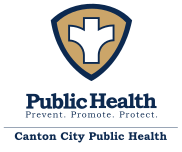 Public Health
Prevent. Promote. Protect.
Canton City Public Health